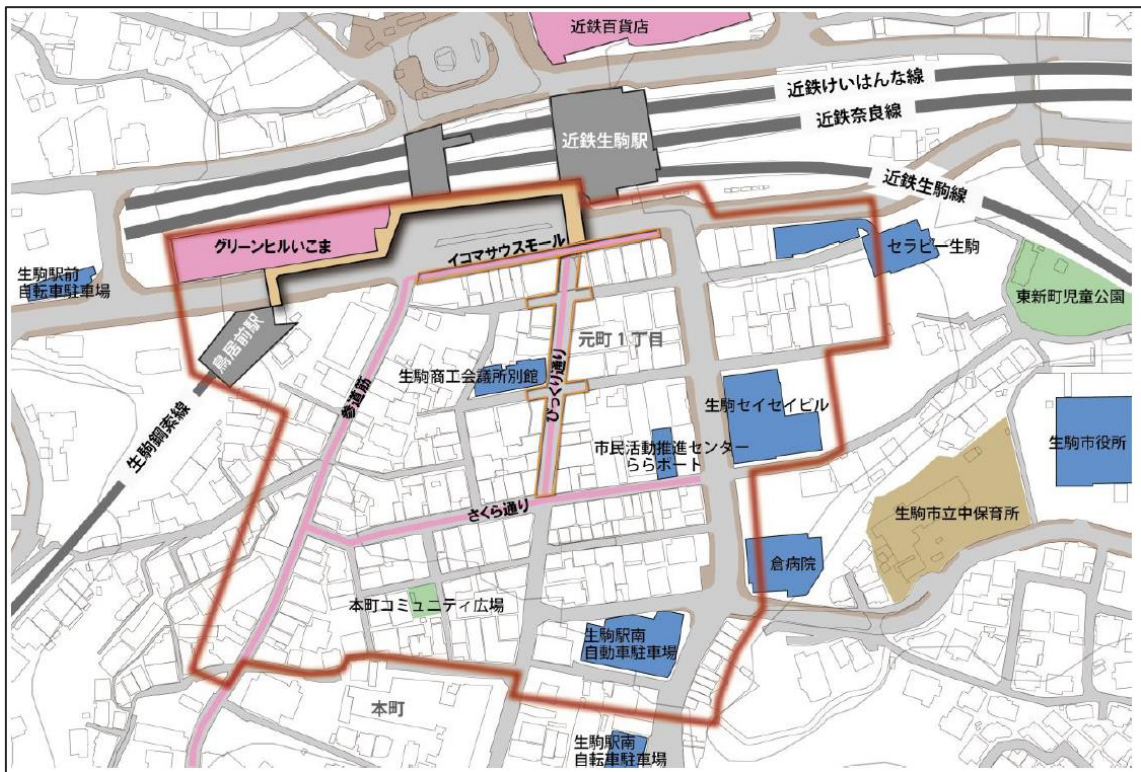 近鉄百貨店
近鉄けいはんな線
近鉄奈良線
近鉄生駒駅
近鉄生駒線
グリーンヒルいこま
イコマサウスモール
セラビー生駒
生駒駅前
自転車駐車場
東新町児童公園
鳥居前駅
元町1丁目
生駒商工会議所別館
ぴっくり通り
参道筋
生駒鋼索線
生駒セイセイビル
市民活動推進センター
ららポート
生駒市役所
さくら通り
生駒市立中保育所
倉病院
本町コミュニティ広場
生駒駅南
自動車駐車場
本町
生駒駅南
自転車駐車場